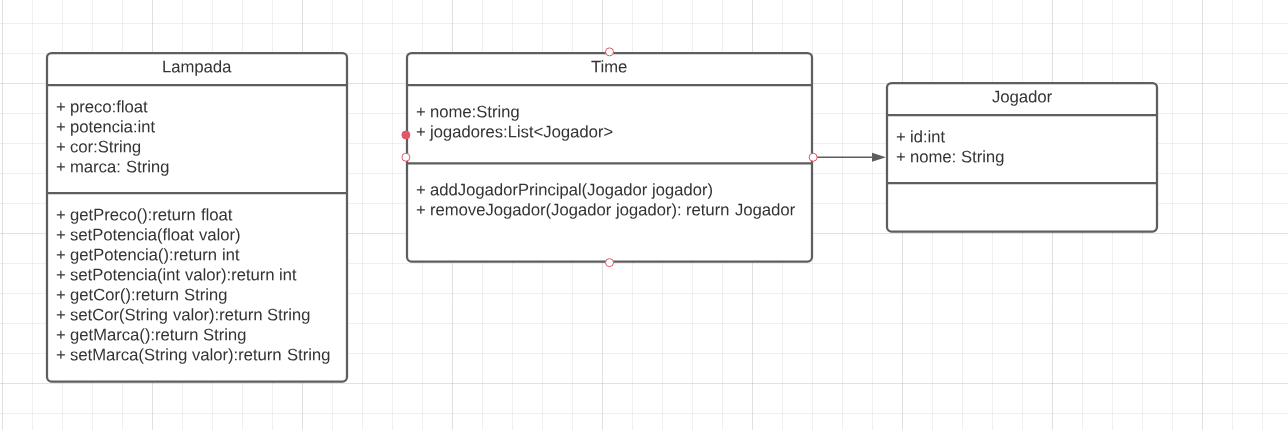 Lampada
+ preco:float
+ potencia:int
+ cor:String
+ marca: String
+ getPreco():return float
+ setPotencia(float valor)
+ getPotencia():return int
+ setPotencia(int valor):return int
+ getCor():return String
+ setCor(String valor):return String
+ getMarca():return String
+ setMarca(String valor):return String
Time
+ nome:String
+ jogadores:List<Jogador>
+ addJogadorPrincipal(Jogador jogador)
+ removeJogador(Jogador jogador): return Jogador
Jogador
+ id:int
+ nome: String